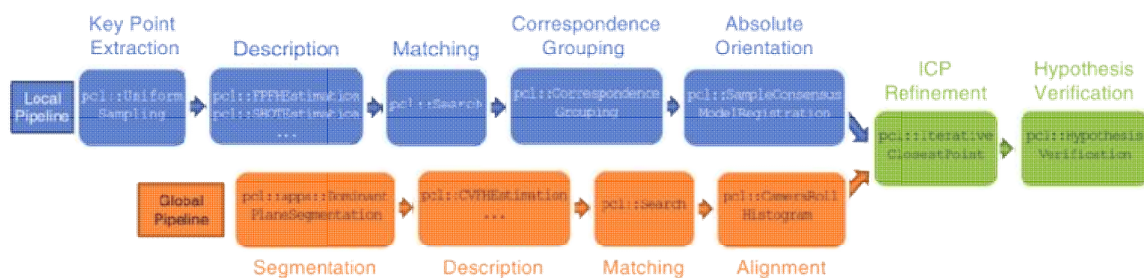 Key Point
Extraction
Description
Matching
Correspondence
Grouping
Absolute
Orientation
ICP
Refinement
Hypothesis
Verification
Local
Pipeline
pcl::Uniform
Sampling
pcl::FPFHEstimation
pcl::SHOTEstimation
...
pcl::Search
pcl::Correspondence
Grouping
pcl::SampleConsensus
ModelRegistration
pcl::Iterative
ClosestPoint
pcl::Hypothesis
Verification
Global
Pipeline
pcl::apps::Dominant
PlaneSegmentation
pcl::CVFHEstimation
...
pcl::Search
pcl::CameraRoll
Histogram
Segmentation
Description
Matching
Alignment